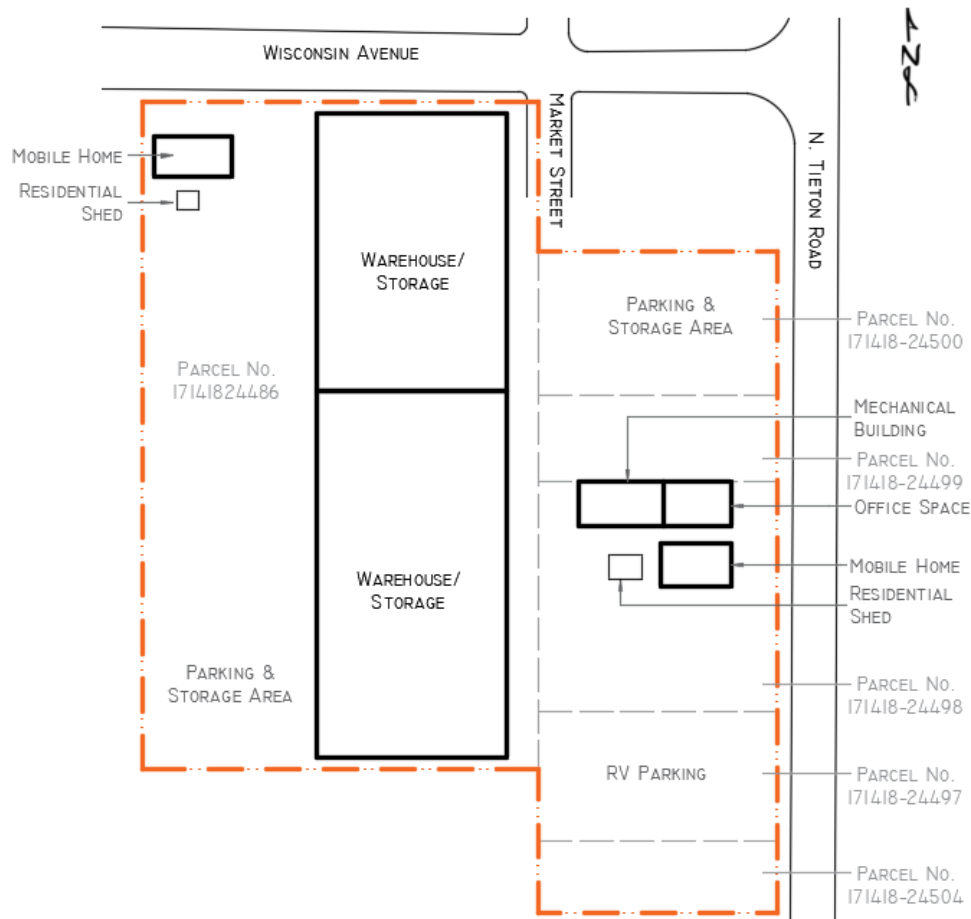 N
WISCONSIN AVENUE
MARKET STREET
N. TIETON ROAD
MOBILE HOME
RESIDENTIAL
SHED
WAREHOUSE/
STORAGE
PARKING &
STORAGE AREA
PARCEL NO.
171418-24500
PARCEL NO.
17141824486
MECHANICAL
BUILDING
PARCEL NO.
171418-24499
OFFICE SPACE
MOBILE HOME
RESIDENTIAL
SHED
WAREHOUSE/
STORAGE
PARKING &
STORAGE AREA
PARCEL NO.
171418-24498
RV PARKING
PARCEL NO.
171418-24497
PARCEL NO.
171418-24504